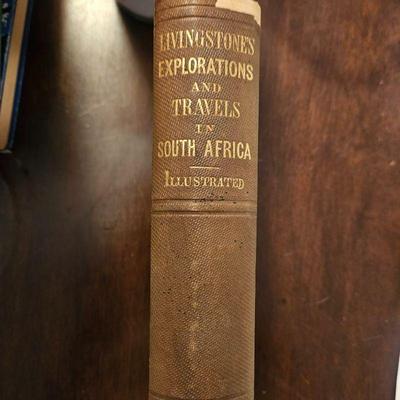 LIVINGSTONE'S
EXPLORATIONS
AND
TRAVELS
IN
SOUTH AFRICA
ILLUSTRATED